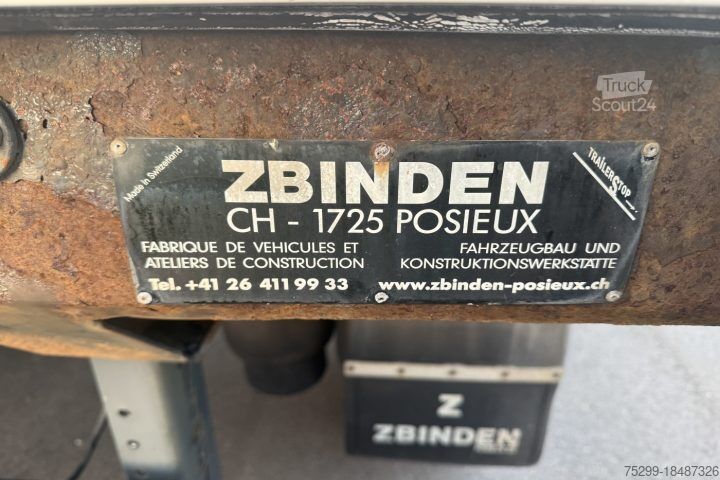 Truck
Scout24
Made in Switzerland
ZBINDEN
TRAILER STOP
CH - 1725 POSIEUX
FABRIQUE DE VEHICULES ET
ATELIERS DE CONSTRUCTION
FAHRZEUGBAU UND
KONSTRUKTIONSWERKSTÄTTE
Tel. +41 26 411 99 33
www.zbinden-posieux.ch
Z
ZBINDEN
75299-18487326